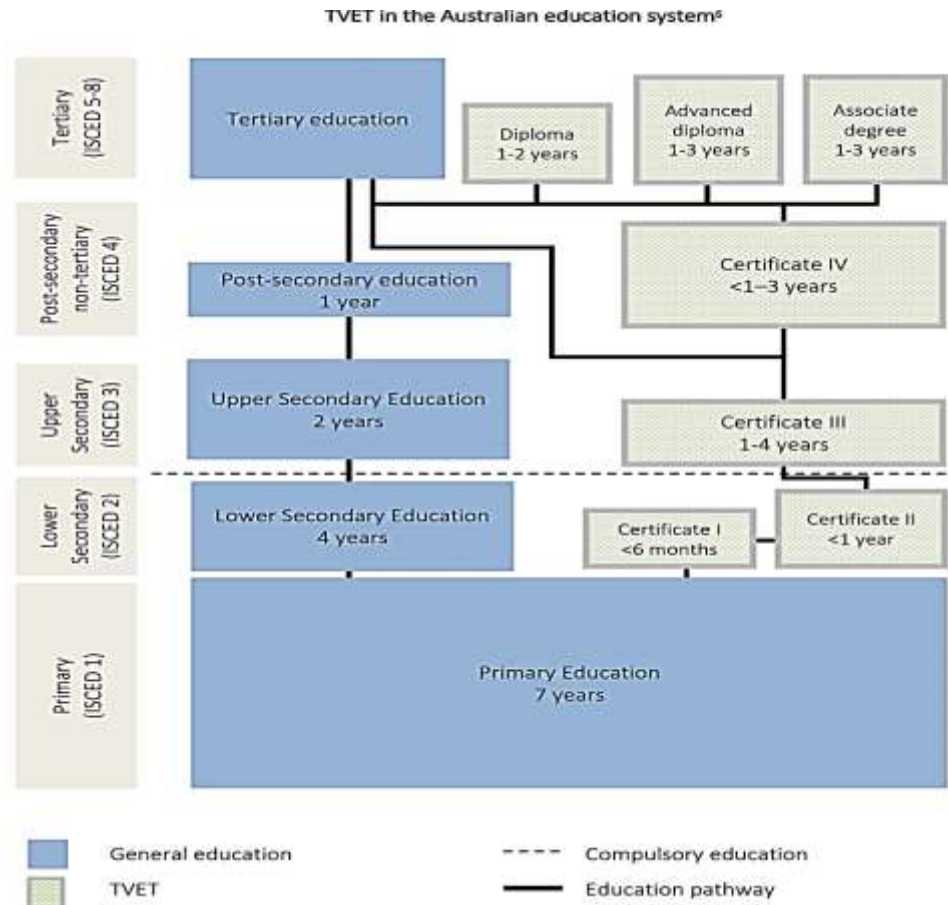 TVET in the Australian education system⁶
Tertiary
(ISCED 5-8)
Tertiary education
Diploma
1-2 years
Advanced
diploma
1-3 years
Associate
degree
1-3 years
Post-secondary
non-tertiary
(ISCED 4)
Post-secondary education
1 year
Certificate IV
<1–3 years
Upper
Secondary
(ISCED 3)
Upper Secondary Education
2 years
Certificate III
1-4 years
Lower
Secondary
(ISCED 2)
Lower Secondary Education
4 years
Certificate I
<6 months
Certificate II
<1 year
Primary
(ISCED 1)
Primary Education
7 years
General education
Compulsory education
TVET
Education pathway